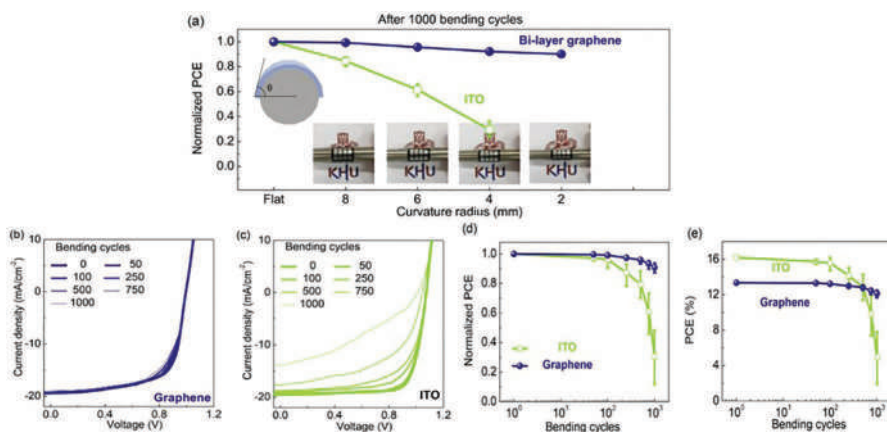 (a)
After 1000 bending cycles
Bi-layer graphene
ITO
θ
KHU KHU KHU KHU
Normalized PCE
1.0
0.8
0.6
0.4
0.2
0.0
Flat 8 6 4 2
Curvature radius (mm)
(b)
Bending cycles
0 50
100 250
500 750
1000
Graphene
Current density (mA/cm⁻²)
10
0
-10
-20
0.0 0.4 0.8 1.2
Voltage (V)
(c)
Bending cycles
0 50
100 250
500 750
1000
ITO
Current density (mA/cm⁻²)
10
0
-10
-20
0.0 0.4 0.8 1.2
Voltage (V)
(d)
ITO
Graphene
Normalized PCE
1.0
0.8
0.6
0.4
0.2
0.0
10⁰ 10¹ 10² 10³
Bending cycles
(e)
ITO
Graphene
PCE (%)
16
12
8
4
0
10⁰ 10¹ 10² 10³
Bending cycles